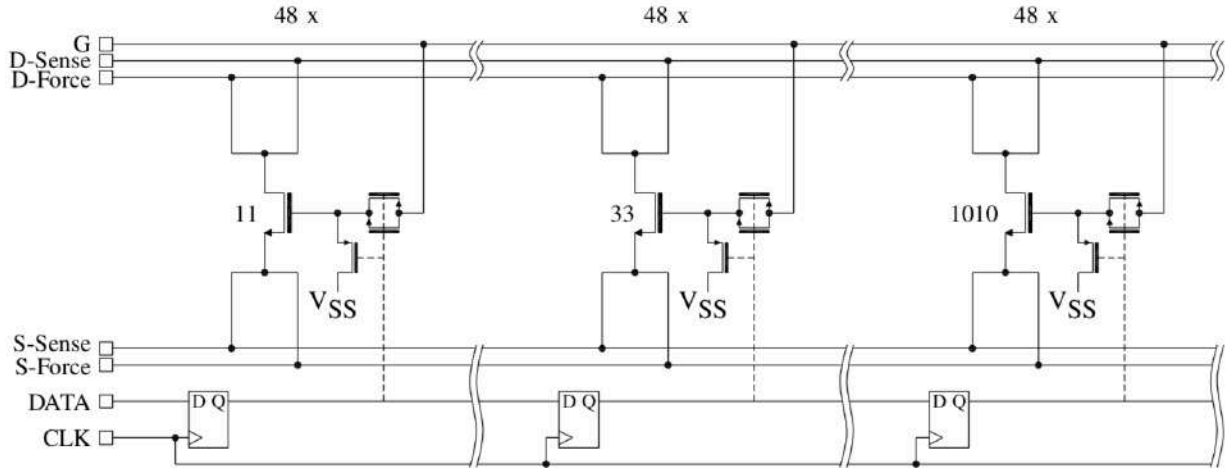 48 x 48 x 48 x
G
D-Sense
D-Force
11 33 1010
VSS VSS VSS
S-Sense
S-Force
DATA D Q D Q D Q
CLK